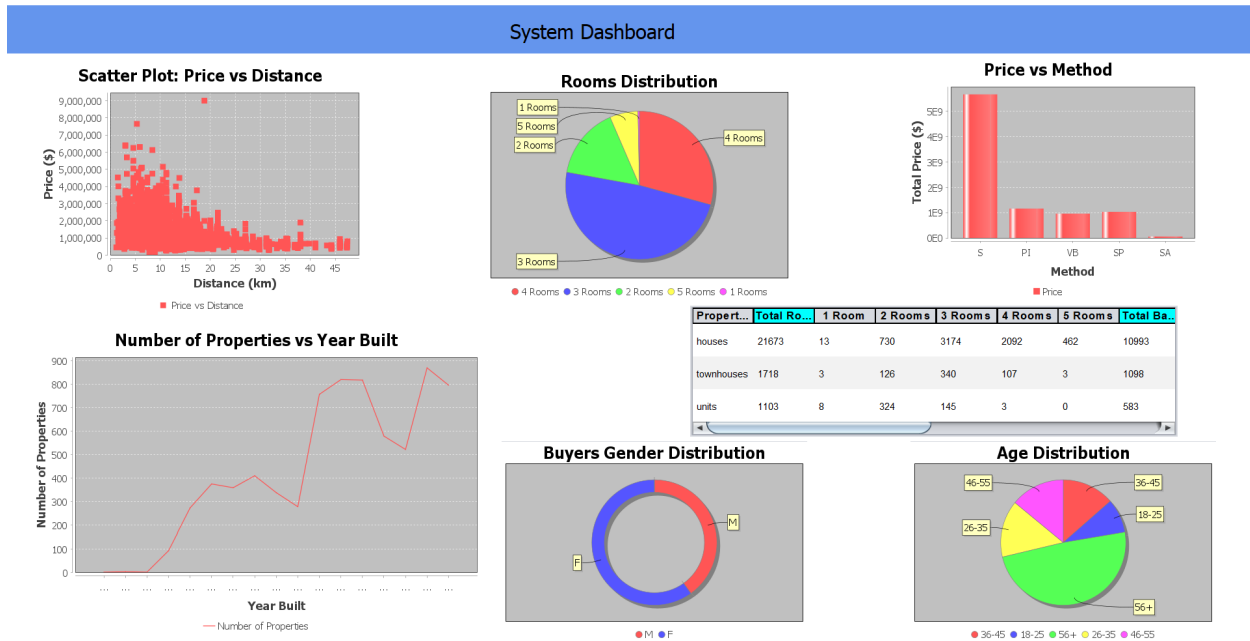 System Dashboard
Scatter Plot: Price vs Distance
Price ($)
9,000,000
8,000,000
7,000,000
6,000,000
5,000,000
4,000,000
3,000,000
2,000,000
1,000,000
0
0 5 10 15 20 25 30 35 40 45
Distance (km)
Price vs Distance
Rooms Distribution
1 Rooms
5 Rooms
2 Rooms
4 Rooms
3 Rooms
4 Rooms 3 Rooms 2 Rooms 5 Rooms 1 Rooms
Price vs Method
Total Price ($)
5E9
4E9
3E9
2E9
1E9
0E0
S PI VB SP SA
Method
Price
Number of Properties vs Year Built
Number of Properties
900
800
700
600
500
400
300
200
100
0
... ... ... ... ... ... ... ... ... ... ... ... ... ... ... ... ... ...
Year Built
Number of Properties
Propert... Total Ro... 1 Room 2 Rooms 3 Rooms 4 Rooms 5 Rooms Total Ba...
houses 21673 13 730 3174 2092 462 10993
townhouses 1718 3 126 340 107 3 1098
units 1103 8 324 145 3 0 583
Buyers Gender Distribution
M
F
M F
Age Distribution
46-55
36-45
18-25
26-35
56+
36-45 18-25 56+ 26-35 46-55